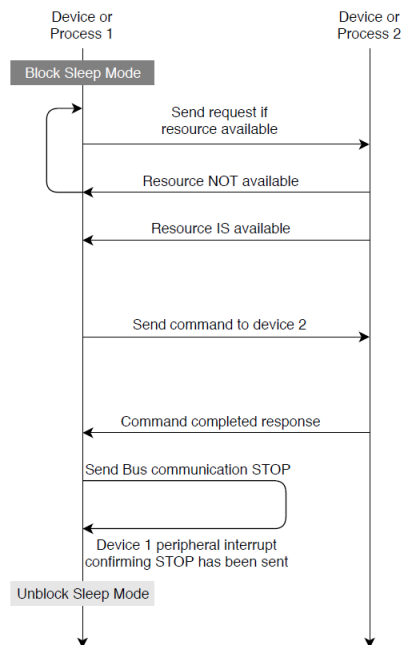 Device or
Process 1
Device or
Process 2
Block Sleep Mode
Send request if
resource available
Resource NOT available
Resource IS available
Send command to device 2
Command completed response
Send Bus communication STOP
Device 1 peripheral interrupt
confirming STOP has been sent
Unblock Sleep Mode